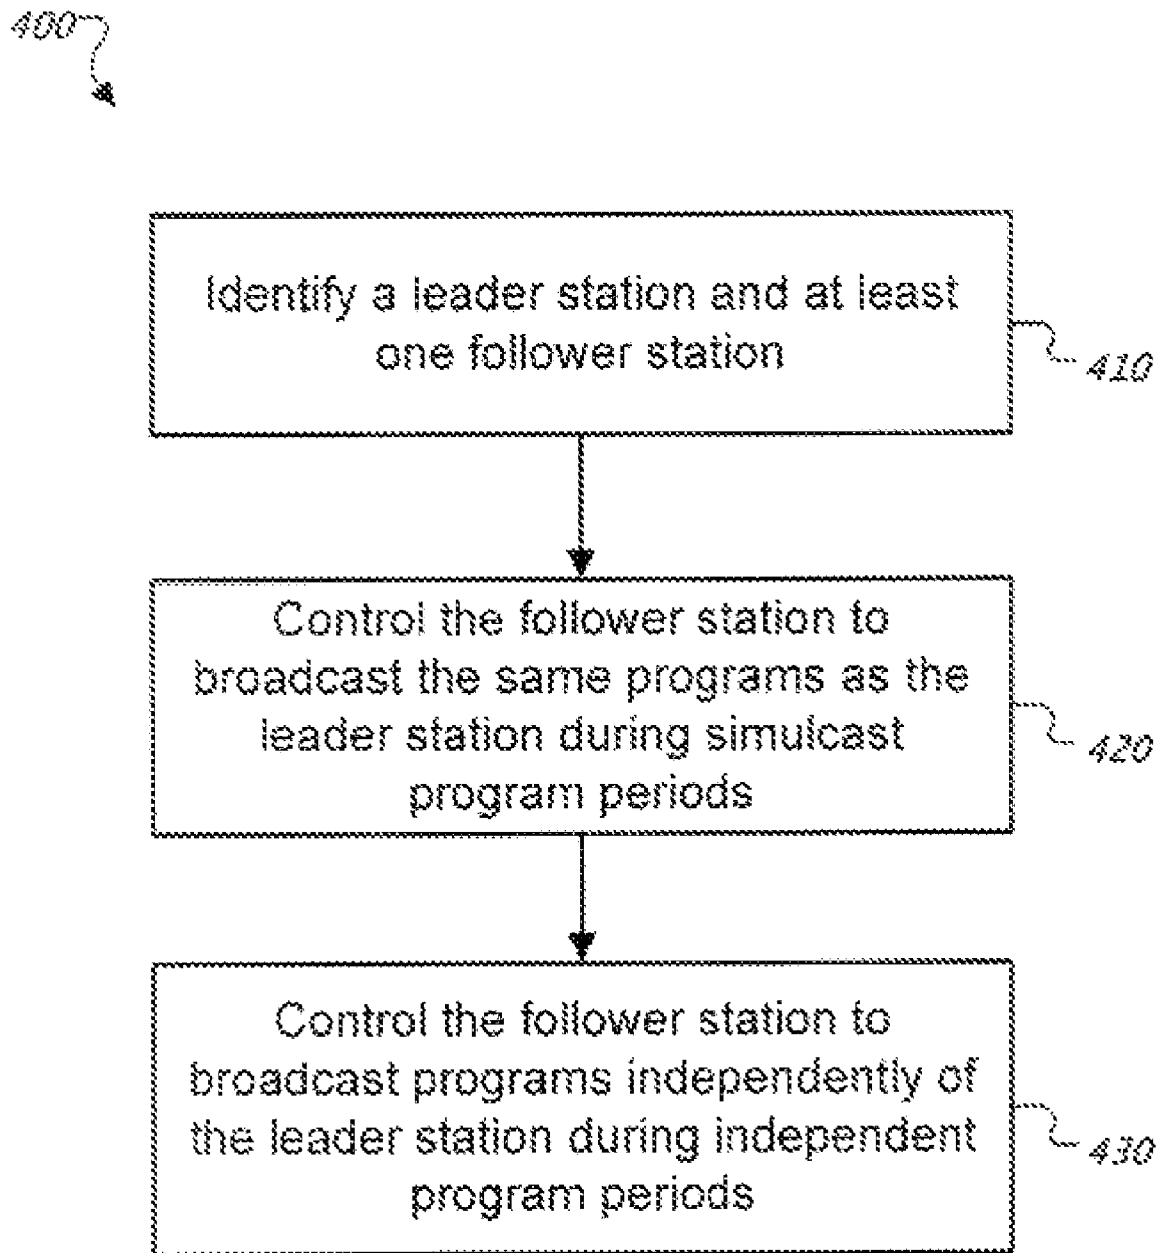 400
Identify a leader station and at least
one follower station
410
Control the follower station to
broadcast the same programs as the
leader station during simulcast
program periods
420
Control the follower station to
broadcast programs independently of
the leader station during independent
program periods
430